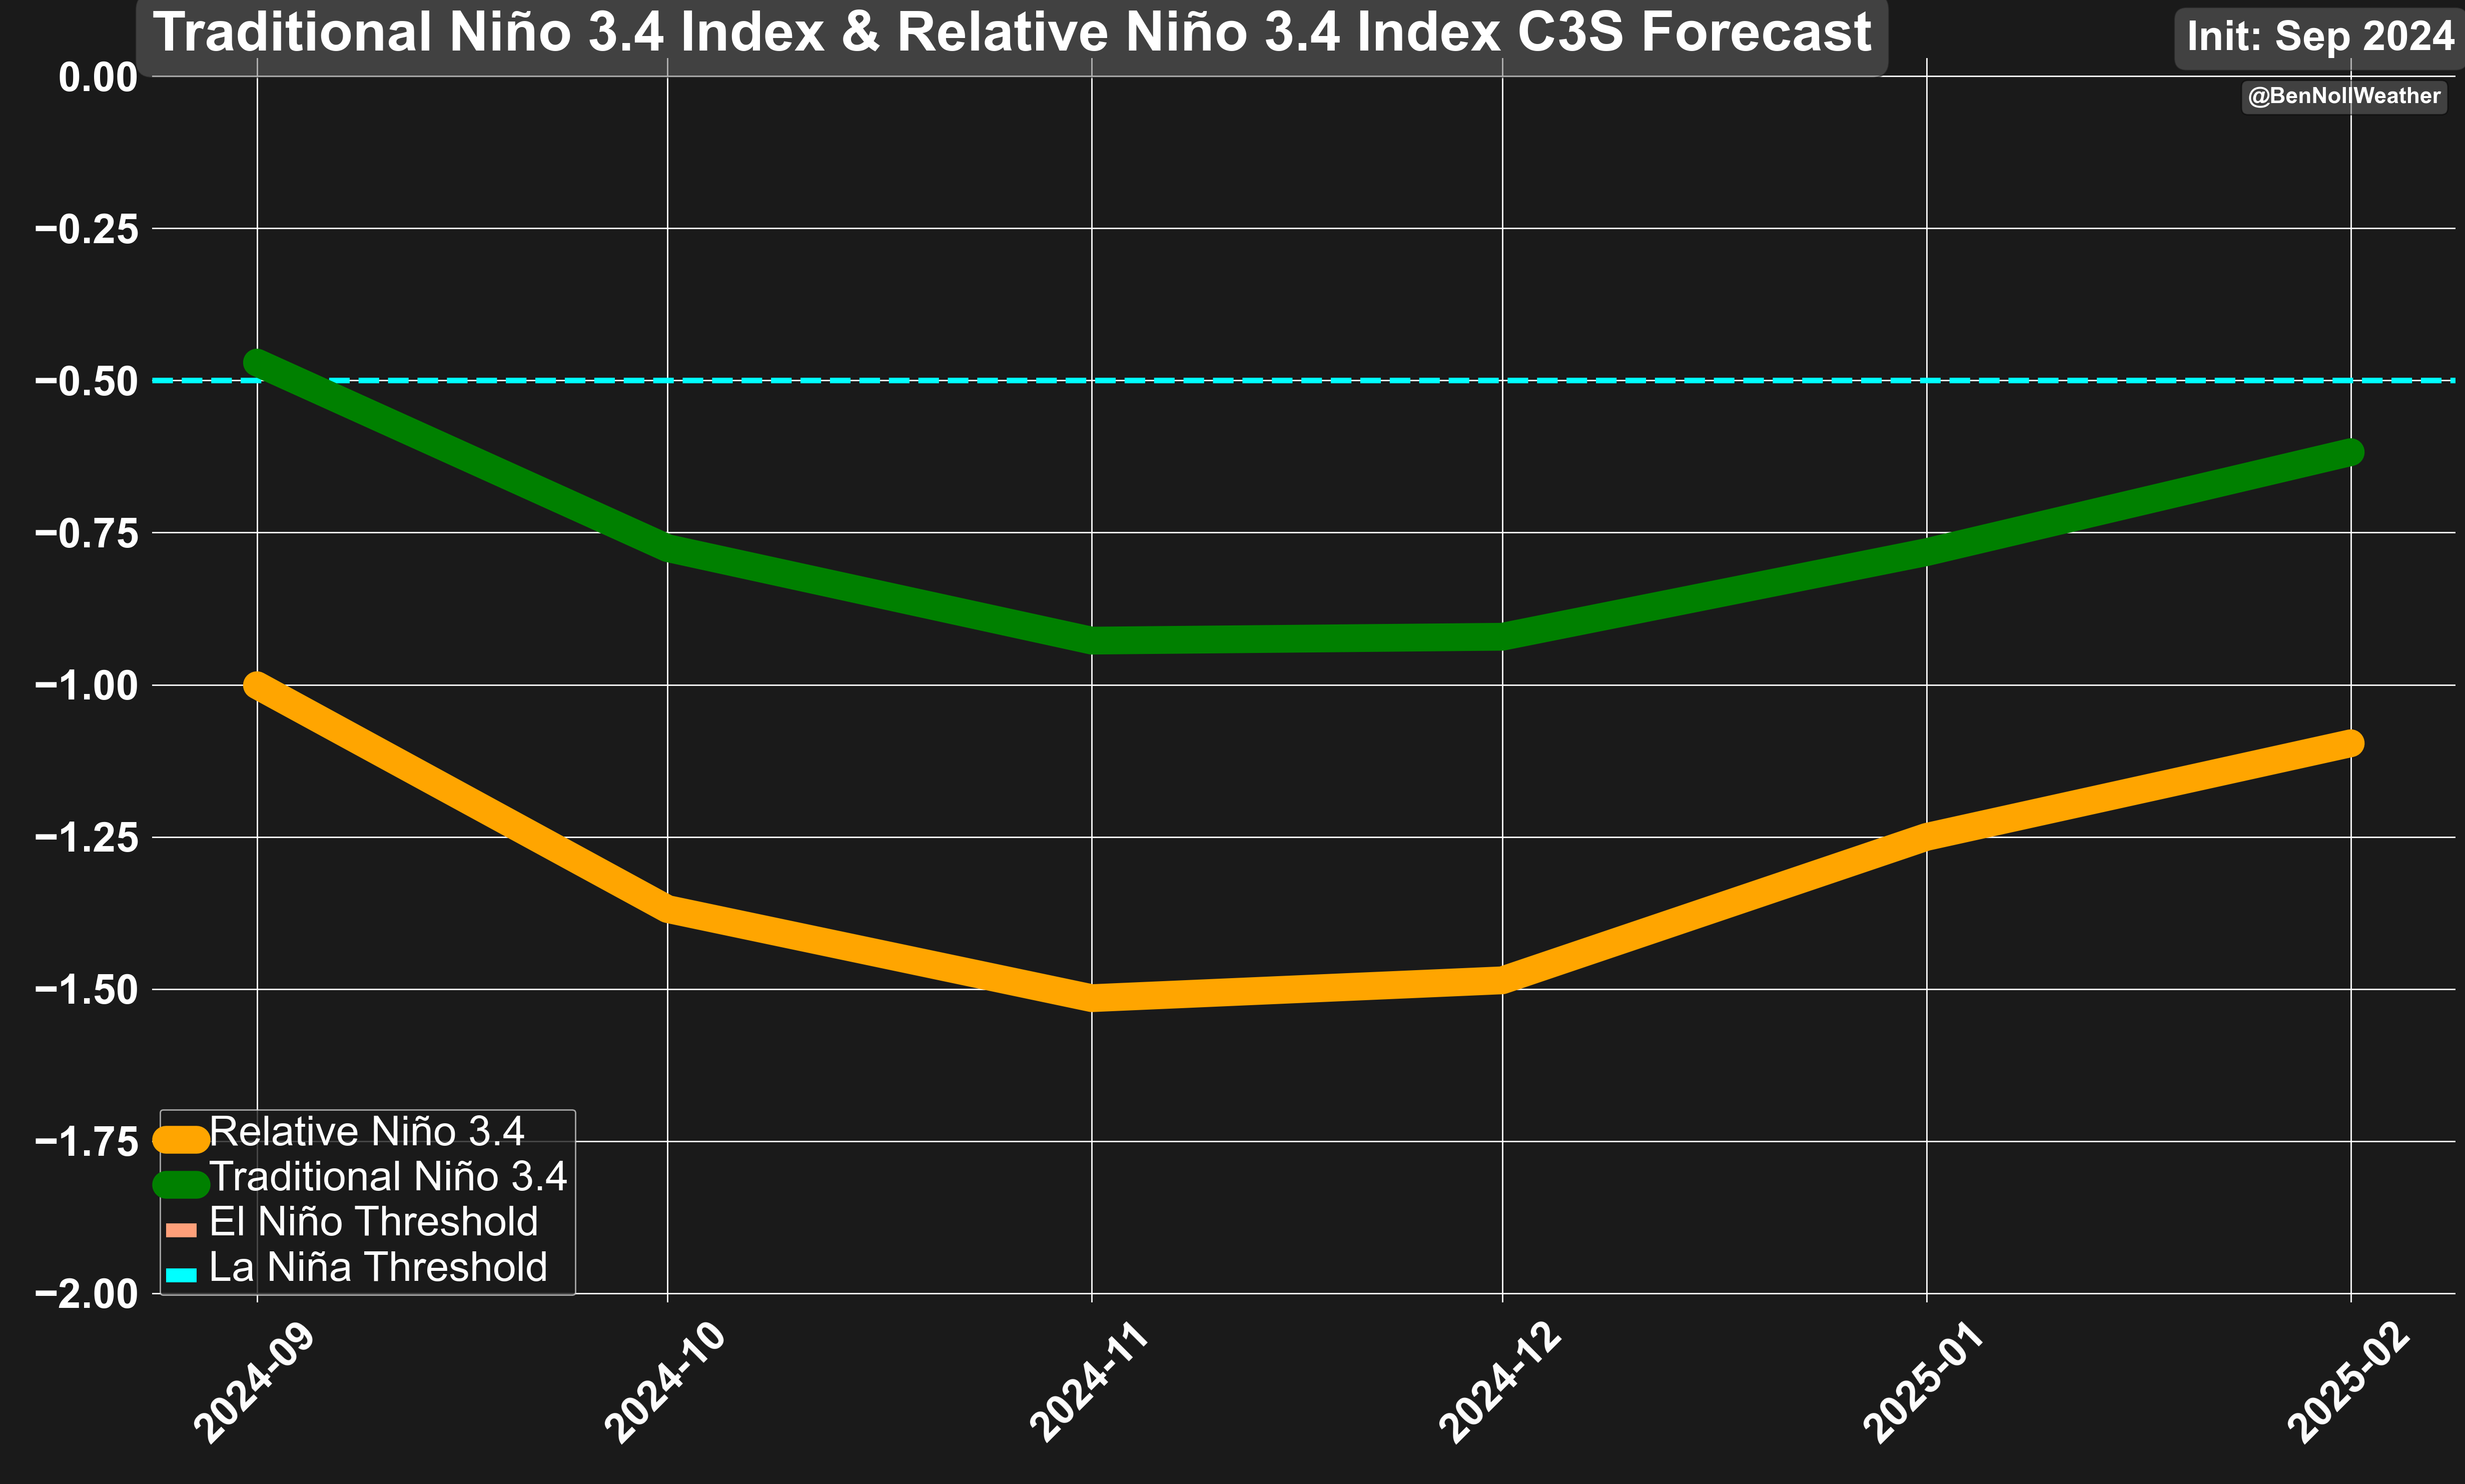 Traditional Niño 3.4 Index & Relative Niño 3.4 Index C3S Forecast
Init: Sep 2024
@BenNollWeather
0.00
−0.25
−0.50
−0.75
−1.00
−1.25
−1.50
−1.75
−2.00
Relative Niño 3.4
Traditional Niño 3.4
El Niño Threshold
La Niña Threshold
2024-09
2024-10
2024-11
2024-12
2025-01
2025-02